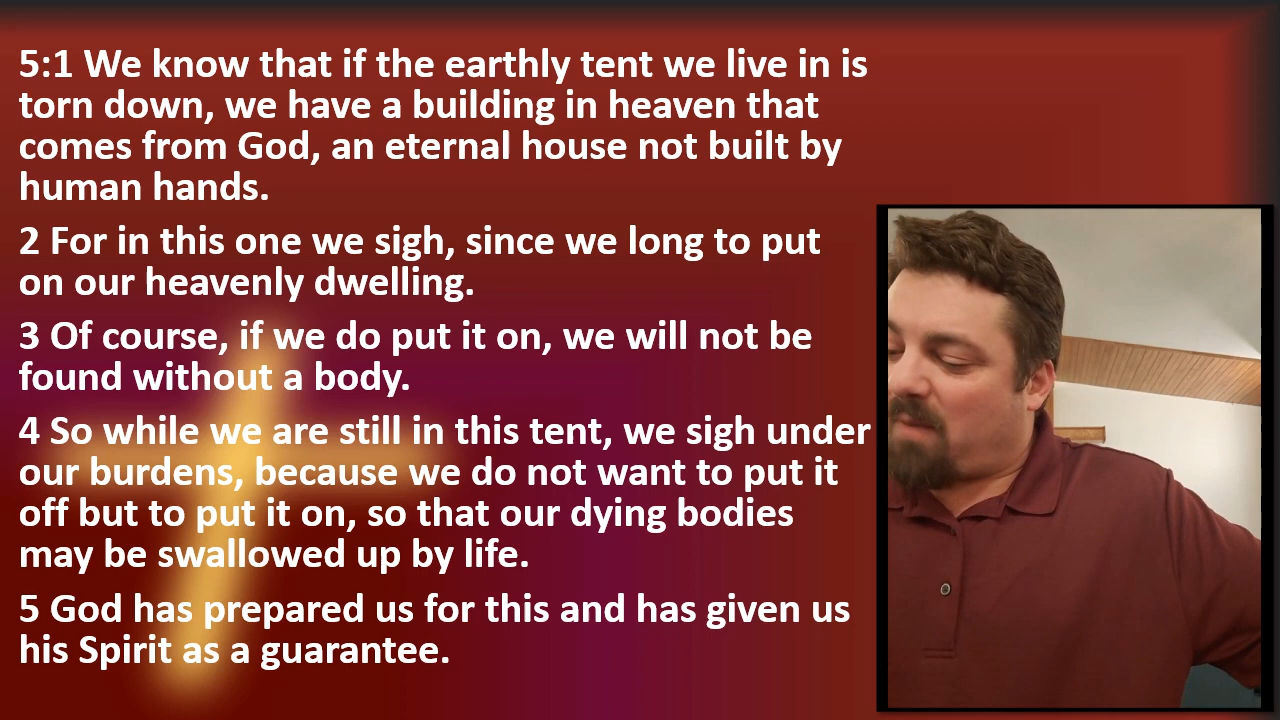 5:1 We know that if the earthly tent we live in is
torn down, we have a building in heaven that
comes from God, an eternal house not built by
human hands.
2 For in this one we sigh, since we long to put
on our heavenly dwelling.
3 Of course, if we do put it on, we will not be
found without a body.
4 So while we are still in this tent, we sigh under
our burdens, because we do not want to put it
off but to put it on, so that our dying bodies
may be swallowed up by life.
5 God has prepared us for this and has given us
his Spirit as a guarantee.